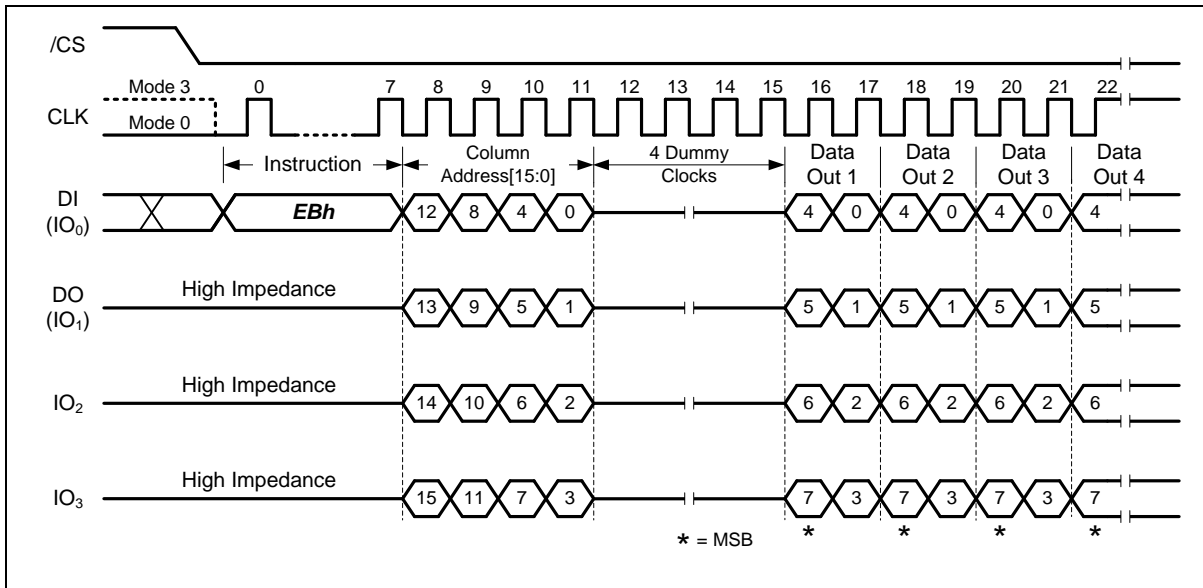 /CS
Mode 3 0 7 8 9 10 11 12 13 14 15 16 17 18 19 20 21 22
CLK
Mode 0
Instruction
Column
Address[15:0]
4 Dummy
Clocks
Data
Out 1
Data
Out 2
Data
Out 3
Data
Out 4
DI
(IO0)
EBh 12 8 4 0 4 0 4 0 4 0 4
DO
(IO1)
High Impedance 13 9 5 1 5 1 5 1 5 1 5
IO2 High Impedance 14 10 6 2 6 2 6 2 6 2 6
IO3 High Impedance 15 11 7 3 7 3 7 3 7 3 7
* * * *
* = MSB